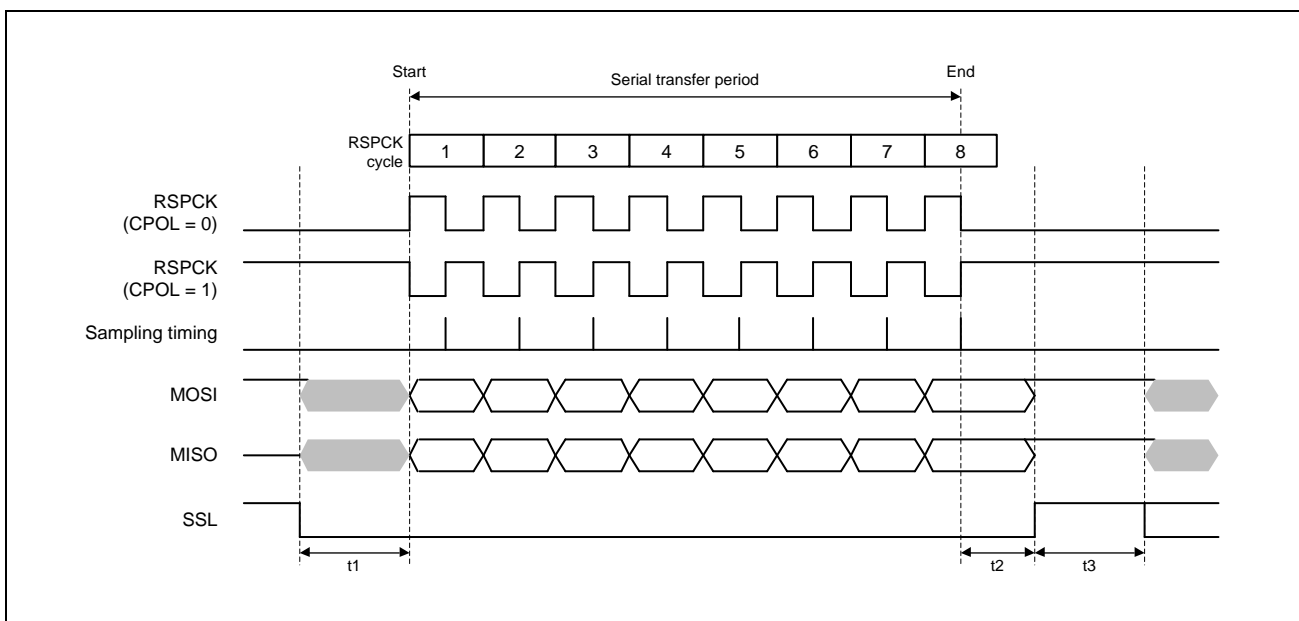 Start
Serial transfer period
End
RSPCK
cycle
1 2 3 4 5 6 7 8
RSPCK
(CPOL = 0)
RSPCK
(CPOL = 1)
Sampling timing
MOSI
MISO
SSL
t1
t2
t3